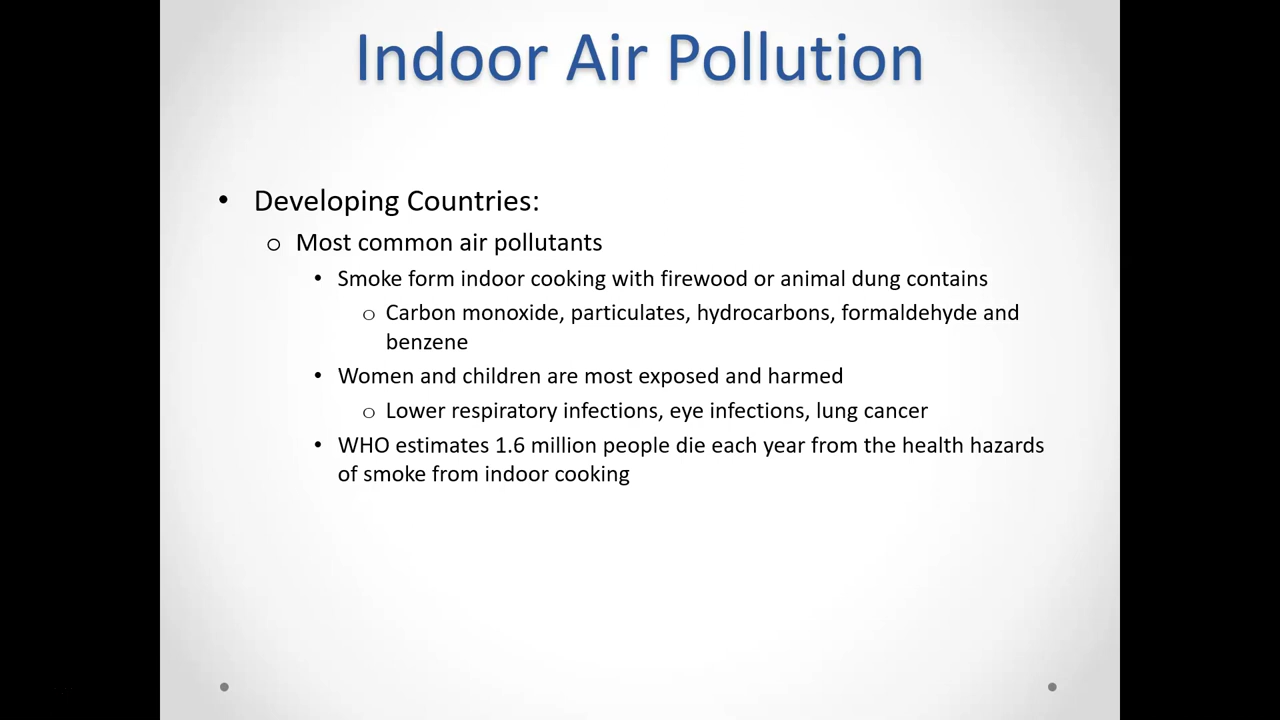 Indoor Air Pollution
• Developing Countries:
o Most common air pollutants
• Smoke form indoor cooking with firewood or animal dung contains
o Carbon monoxide, particulates, hydrocarbons, formaldehyde and
benzene
• Women and children are most exposed and harmed
o Lower respiratory infections, eye infections, lung cancer
• WHO estimates 1.6 million people die each year from the health hazards
of smoke from indoor cooking